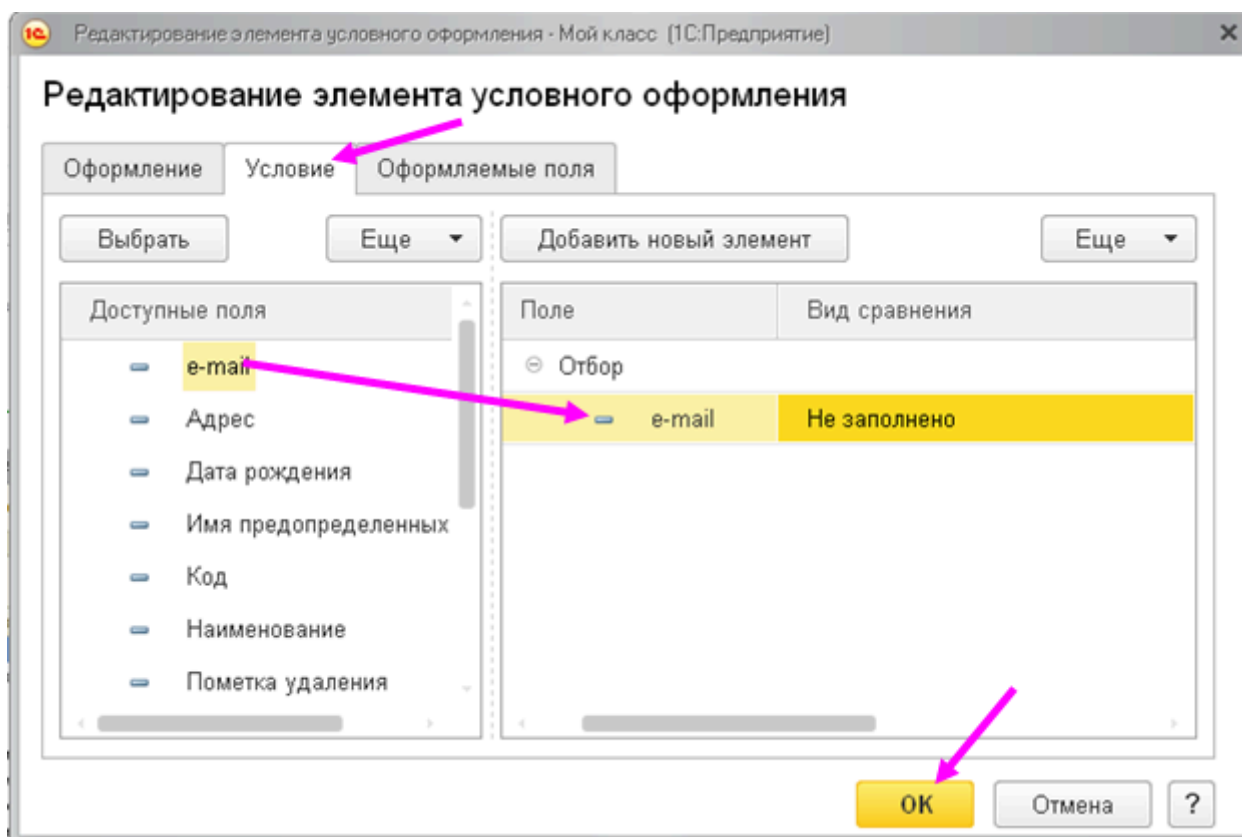 1С Редактирование элемента условного оформления - Мой класс (1С:Предприятие)
Редактирование элемента условного оформления
Оформление Условие Оформляемые поля
Выбрать Еще Добавить новый элемент Еще
Доступные поля Поле Вид сравнения
e-mail Отбор
Адрес e-mail Не заполнено
Дата рождения
Имя предопределенных
Код
Наименование
Пометка удаления
ОК Отмена ?